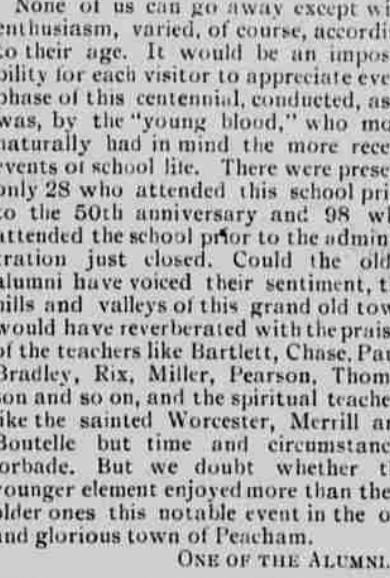 None of us can go away except wi
enthusiasm, varied, of course, accordi
to their age. It would be an impos
bility for each visitor to appreciate eve
phase of this centennial, conducted, as
was, by the "young blood," who mo
naturally had in mind the more rece
events of school life. There were prese
only 28 who attended this school pri
to the 50th anniversary and 98 w
attended the school prior to the admin
tration just closed. Could the old
alumni have voiced their sentiment, t
hills and valleys of this grand old tow
would have reverberated with the prais
of the teachers like Bartlett, Chase, Pa
Bradley, Rix, Miller, Pearson, Thom
son and so on, and the spiritual teache
like the sainted Worcester, Merrill a
Boutelle but time and circumstanc
forbade. But we doubt whether t
younger element enjoyed more than the
older ones this notable event in the o
and glorious town of Peacham.
ONE OF THE ALUMNI.